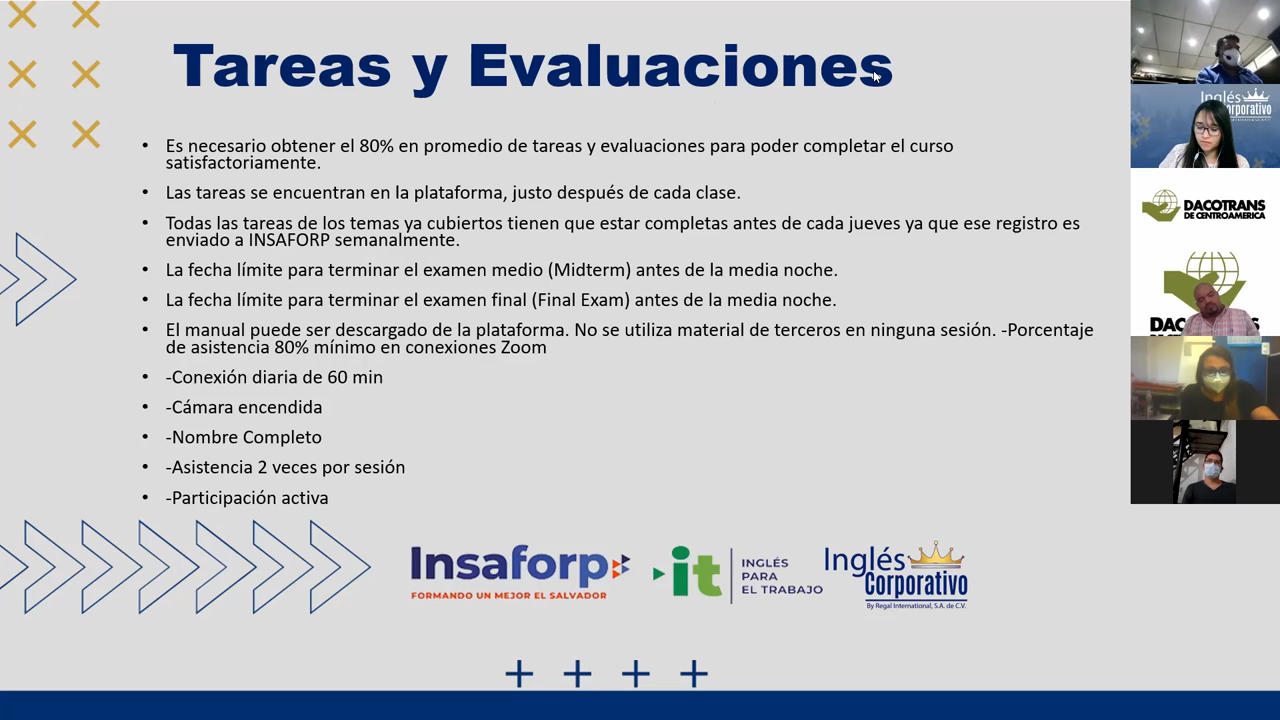 Tareas y Evaluaciones
• Es necesario obtener el 80% en promedio de tareas y evaluaciones para poder completar el curso
satisfactoriamente.
• Las tareas se encuentran en la plataforma, justo después de cada clase.
• Todas las tareas de los temas ya cubiertos tienen que estar completas antes de cada jueves ya que ese registro es
enviado a INSAFORP semanalmente.
• La fecha límite para terminar el examen medio (Midterm) antes de la media noche.
• La fecha límite para terminar el examen final (Final Exam) antes de la media noche.
• El manual puede ser descargado de la plataforma. No se utiliza material de terceros en ninguna sesión. -Porcentaje
de asistencia 80% mínimo en conexiones Zoom
• -Conexión diaria de 60 min
• -Cámara encendida
• -Nombre Completo
• -Asistencia 2 veces por sesión
• -Participación activa
Insaforp
FORMANDO UN MEJOR EL SALVADOR
it
INGLÉS
PARA
EL TRABAJO
Inglés
Corporativo
By Regal International, S.A. de C.V.
Inglés
DACOTRANS
DE CENTROAMERICA